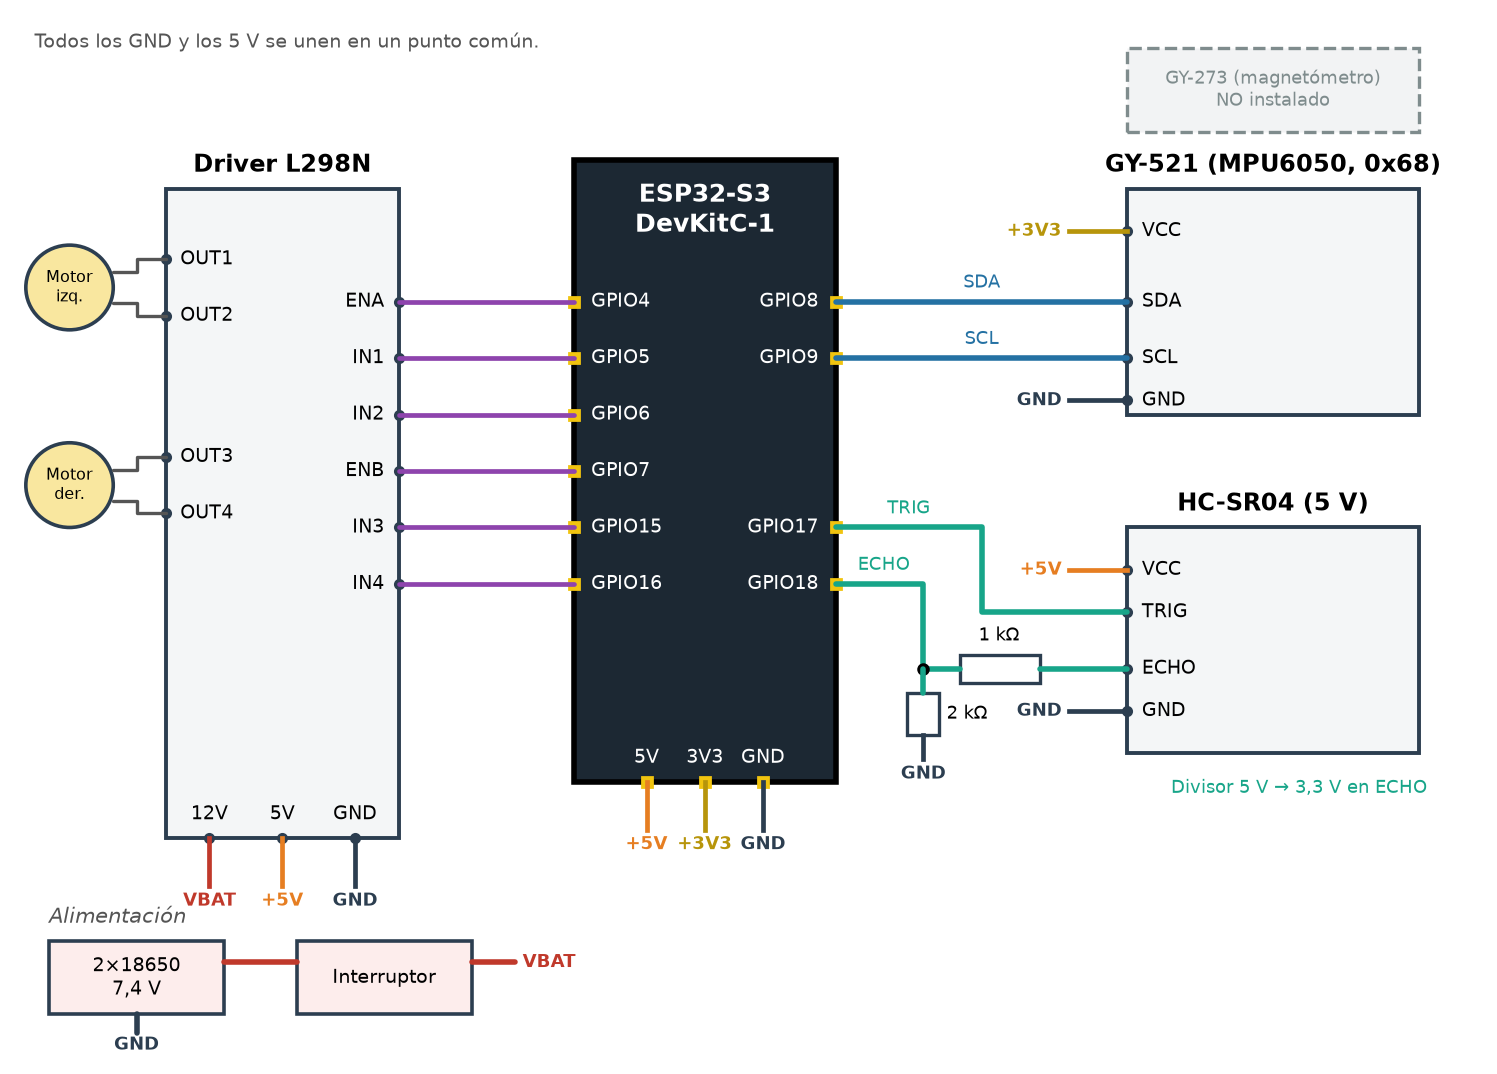 Todos los GND y los 5 V se unen en un punto común.
GY-273 (magnetómetro)
NO instalado
Driver L298N
Motor
izq.
Motor
der.
OUT1
OUT2
OUT3
OUT4
ENA
IN1
IN2
ENB
IN3
IN4
12V
5V
GND
VBAT
+5V
GND
ESP32-S3
DevKitC-1
GPIO4
GPIO5
GPIO6
GPIO7
GPIO15
GPIO16
GPIO8
GPIO9
GPIO17
GPIO18
5V
3V3
GND
+5V
+3V3
GND
SDA
SCL
TRIG
ECHO
GY-521 (MPU6050, 0x68)
+3V3
VCC
SDA
SCL
GND
GND
HC-SR04 (5 V)
+5V
VCC
TRIG
1 kΩ
ECHO
2 kΩ
GND
GND
GND
Divisor 5 V → 3,3 V en ECHO
Alimentación
2×18650
7,4 V
Interruptor
VBAT
GND